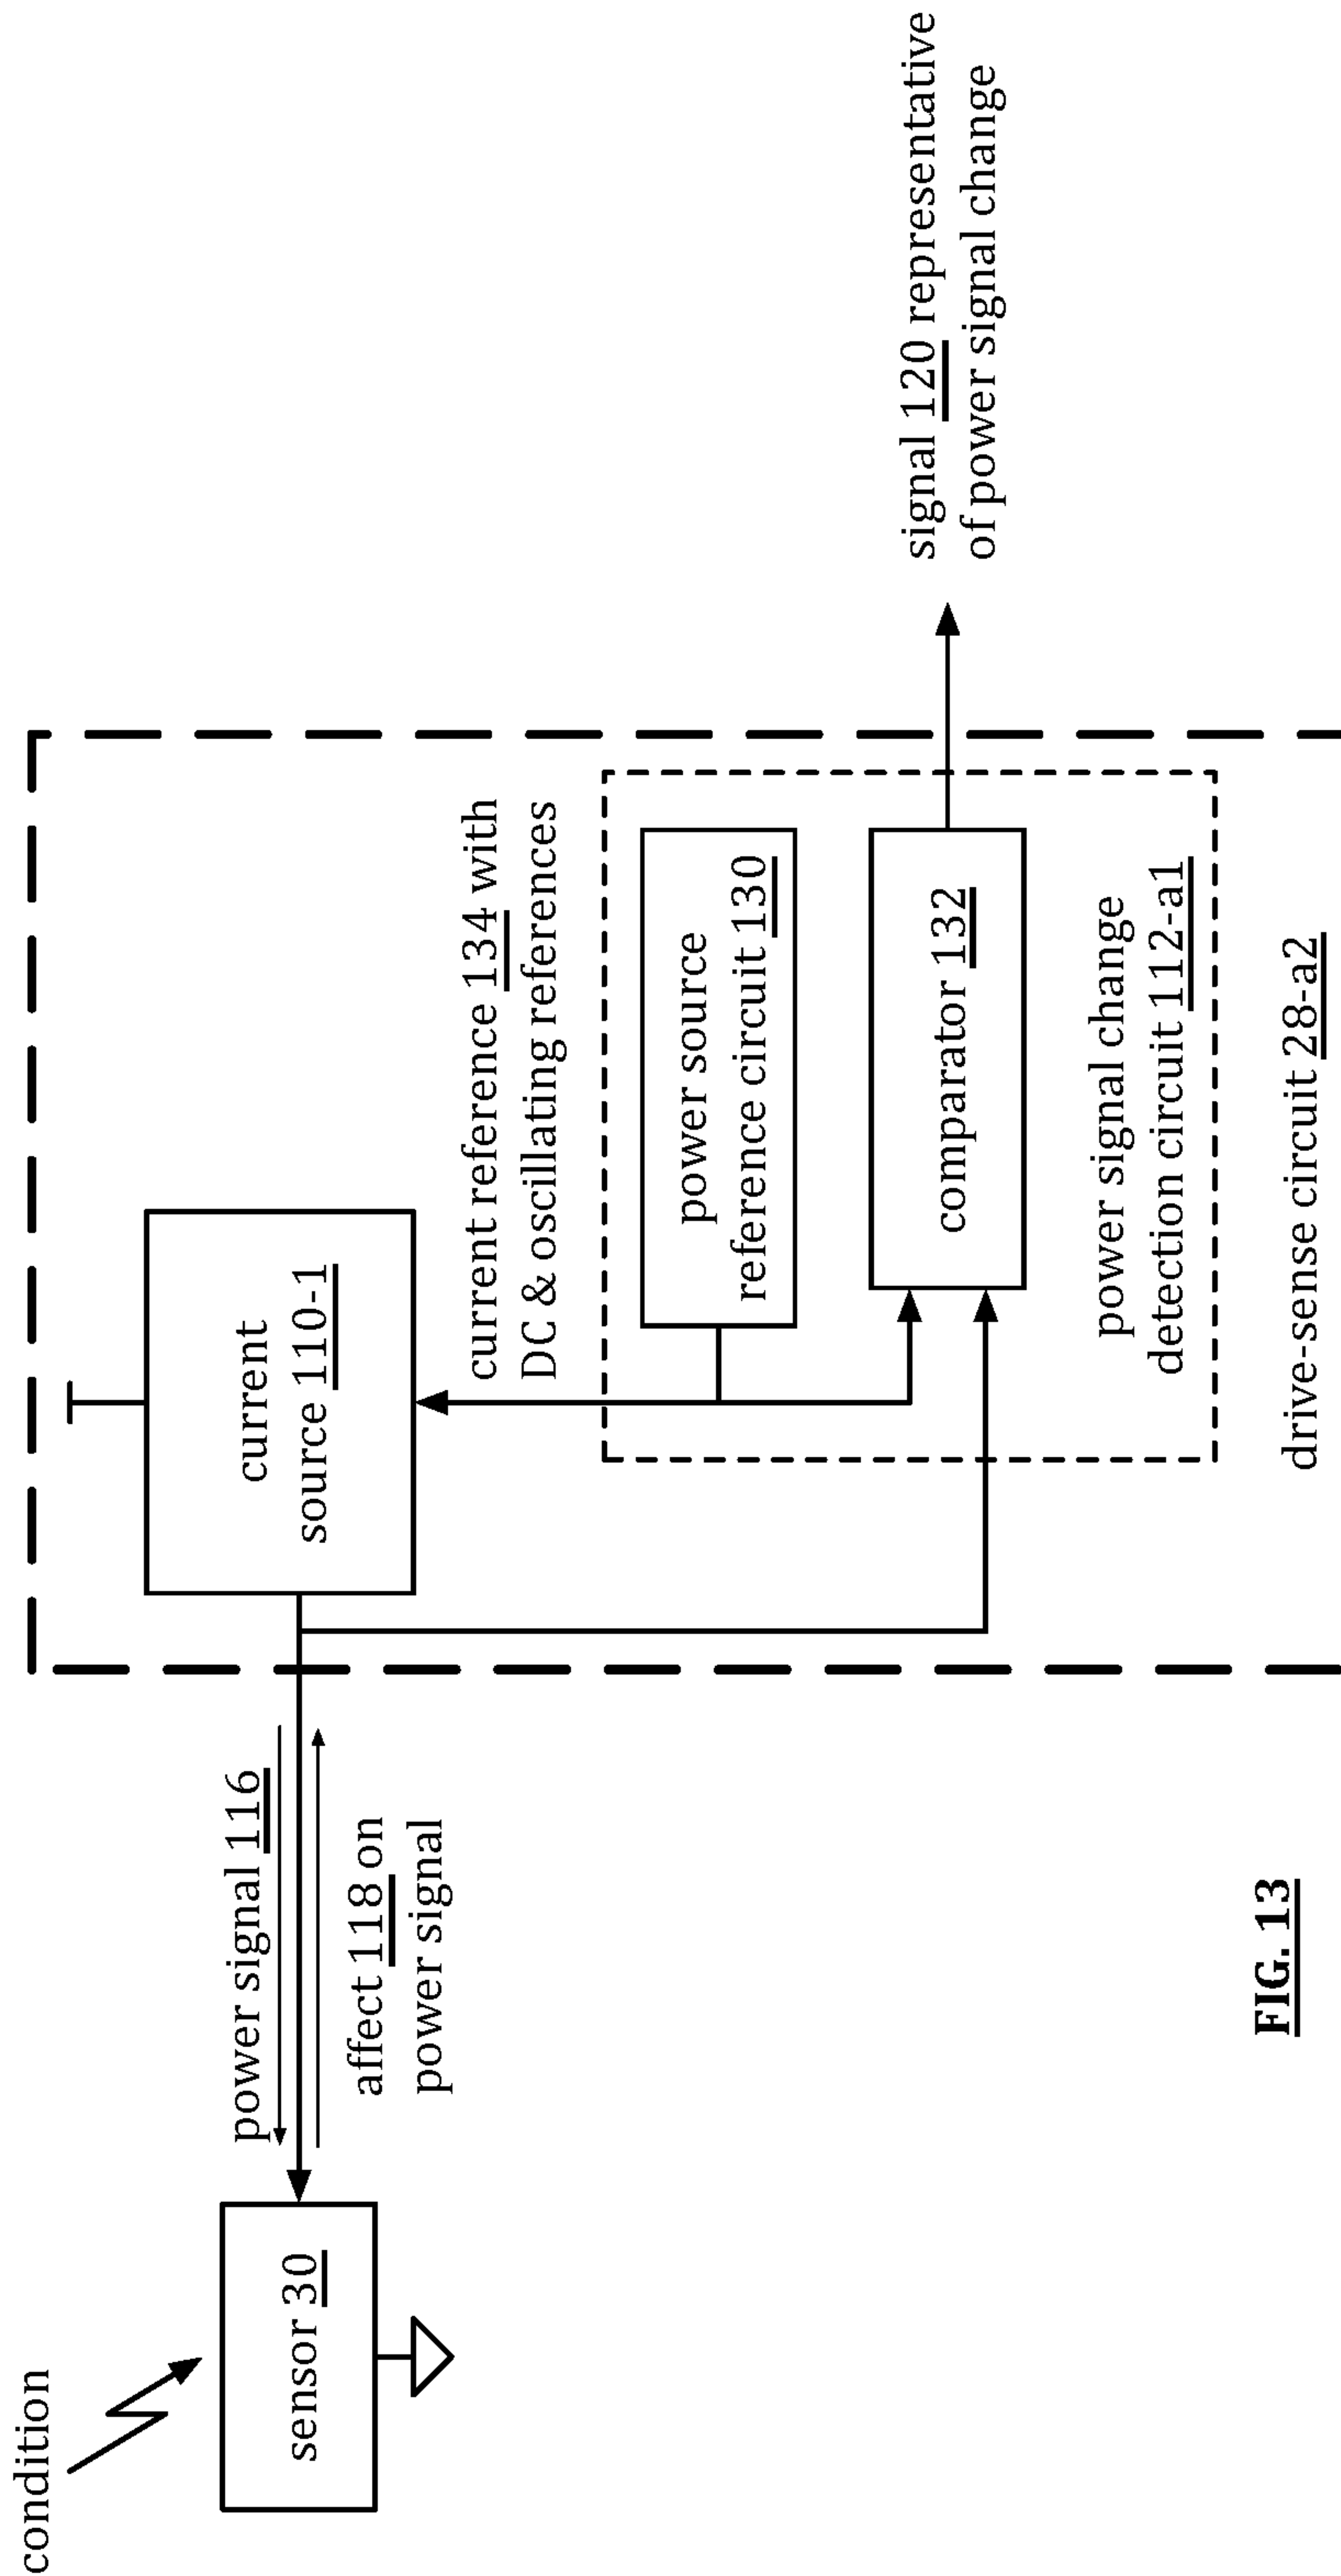 condition
sensor 30
power signal 116
affect 118 on
power signal
current
source 110-1
current reference 134 with
DC & oscillating references
power source
reference circuit 130
comparator 132
power signal change
detection circuit 112-a1
drive-sense circuit 28-a2
signal 120 representative
of power signal change
FIG. 13